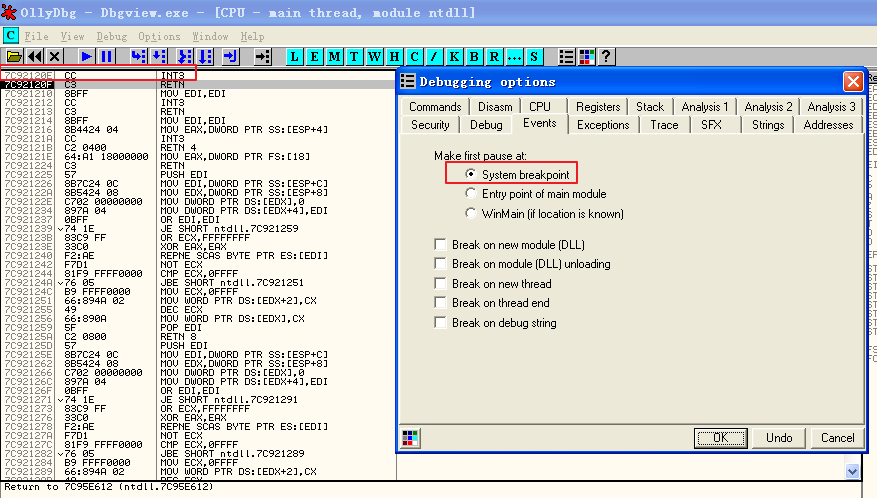 OllyDbg - Dbgview.exe - [CPU - main thread, module ntdll]
C File View Debug Options Window Help
L E M T W H C / K B R ... S ?
7C92120E CC INT3
7C92120F C3 RETN
7C921210 8BFF MOV EDI,EDI
7C921212 CC INT3
7C921213 C3 RETN
7C921214 8BFF MOV EDI,EDI
7C921216 8B4424 04 MOV EAX,DWORD PTR SS:[ESP+4]
7C92121A CC INT3
7C92121B C2 0400 RETN 4
7C92121E 64:A1 18000000 MOV EAX,DWORD PTR FS:[18]
7C921224 C3 RETN
7C921225 57 PUSH EDI
7C921226 8B7C24 0C MOV EDI,DWORD PTR SS:[ESP+C]
7C92122A 8B5424 08 MOV EDX,DWORD PTR SS:[ESP+8]
7C92122E C702 00000000 MOV DWORD PTR DS:[EDX],0
7C921234 897A 04 MOV DWORD PTR DS:[EDX+4],EDI
7C921237 0BFF OR EDI,EDI
7C921239 74 1E JE SHORT ntdll.7C921259
7C92123B 83C9 FF OR ECX,FFFFFFFF
7C92123E 33C0 XOR EAX,EAX
7C921240 F2:AE REPNE SCAS BYTE PTR ES:[EDI]
7C921242 F7D1 NOT ECX
7C921244 81F9 FFFF0000 CMP ECX,0FFFF
7C92124A 76 05 JBE SHORT ntdll.7C921251
7C92124C B9 FFFF0000 MOV ECX,0FFFF
7C921251 66:894A 02 MOV WORD PTR DS:[EDX+2],CX
7C921255 49 DEC ECX
7C921256 66:890A MOV WORD PTR DS:[EDX],CX
7C921259 5F POP EDI
7C92125A C2 0800 RETN 8
7C92125D 57 PUSH EDI
7C92125E 8B7C24 0C MOV EDI,DWORD PTR SS:[ESP+C]
7C921262 8B5424 08 MOV EDX,DWORD PTR SS:[ESP+8]
7C921266 C702 00000000 MOV DWORD PTR DS:[EDX],0
7C92126C 897A 04 MOV DWORD PTR DS:[EDX+4],EDI
7C92126F 0BFF OR EDI,EDI
7C921271 74 1E JE SHORT ntdll.7C921291
7C921273 83C9 FF OR ECX,FFFFFFFF
7C921276 33C0 XOR EAX,EAX
7C921278 F2:AE REPNE SCAS BYTE PTR ES:[EDI]
7C92127A F7D1 NOT ECX
7C92127C 81F9 FFFF0000 CMP ECX,0FFFF
7C921282 76 05 JBE SHORT ntdll.7C921289
7C921284 B9 FFFF0000 MOV ECX,0FFFF
7C921289 66:894A 02 MOV WORD PTR DS:[EDX+2],CX
Return to 7C95E612 (ntdll.7C95E612)
Debugging options
Commands Disasm CPU Registers Stack Analysis 1 Analysis 2 Analysis 3
Security Debug Events Exceptions Trace SFX Strings Addresses
Make first pause at:
System breakpoint
Entry point of main module
WinMain (if location is known)
Break on new module (DLL)
Break on module (DLL) unloading
Break on new thread
Break on thread end
Break on debug string
OK Undo Cancel